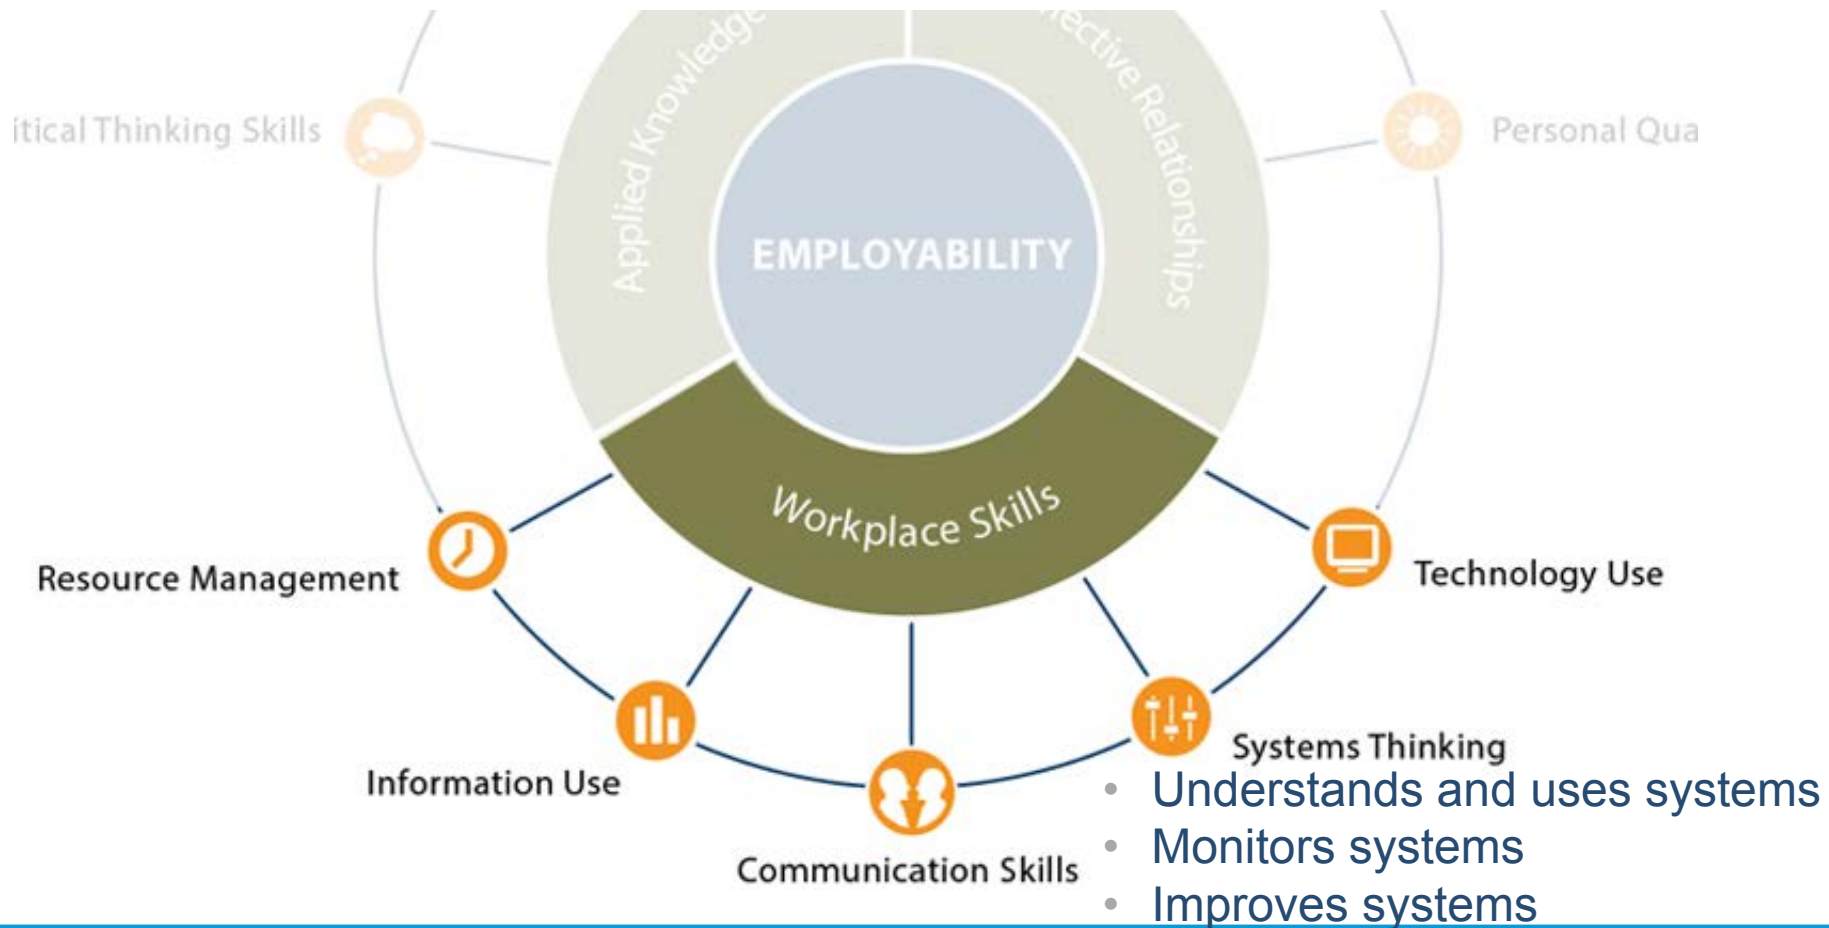 Applied Knowledge
ective Relationships
itical Thinking Skills
Personal Qua
EMPLOYABILITY
Workplace Skills
Resource Management
Technology Use
Information Use
Systems Thinking
• Understands and uses systems
• Monitors systems
• Improves systems
Communication Skills